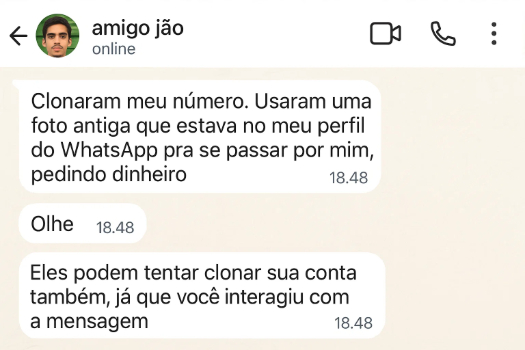 amigo jão
online
Clonaram meu número. Usaram uma
foto antiga que estava no meu perfil
do WhatsApp pra se passar por mim,
pedindo dinheiro 18.48
Olhe 18.48
Eles podem tentar clonar sua conta
também, já que você interagiu com
a mensagem 18.48